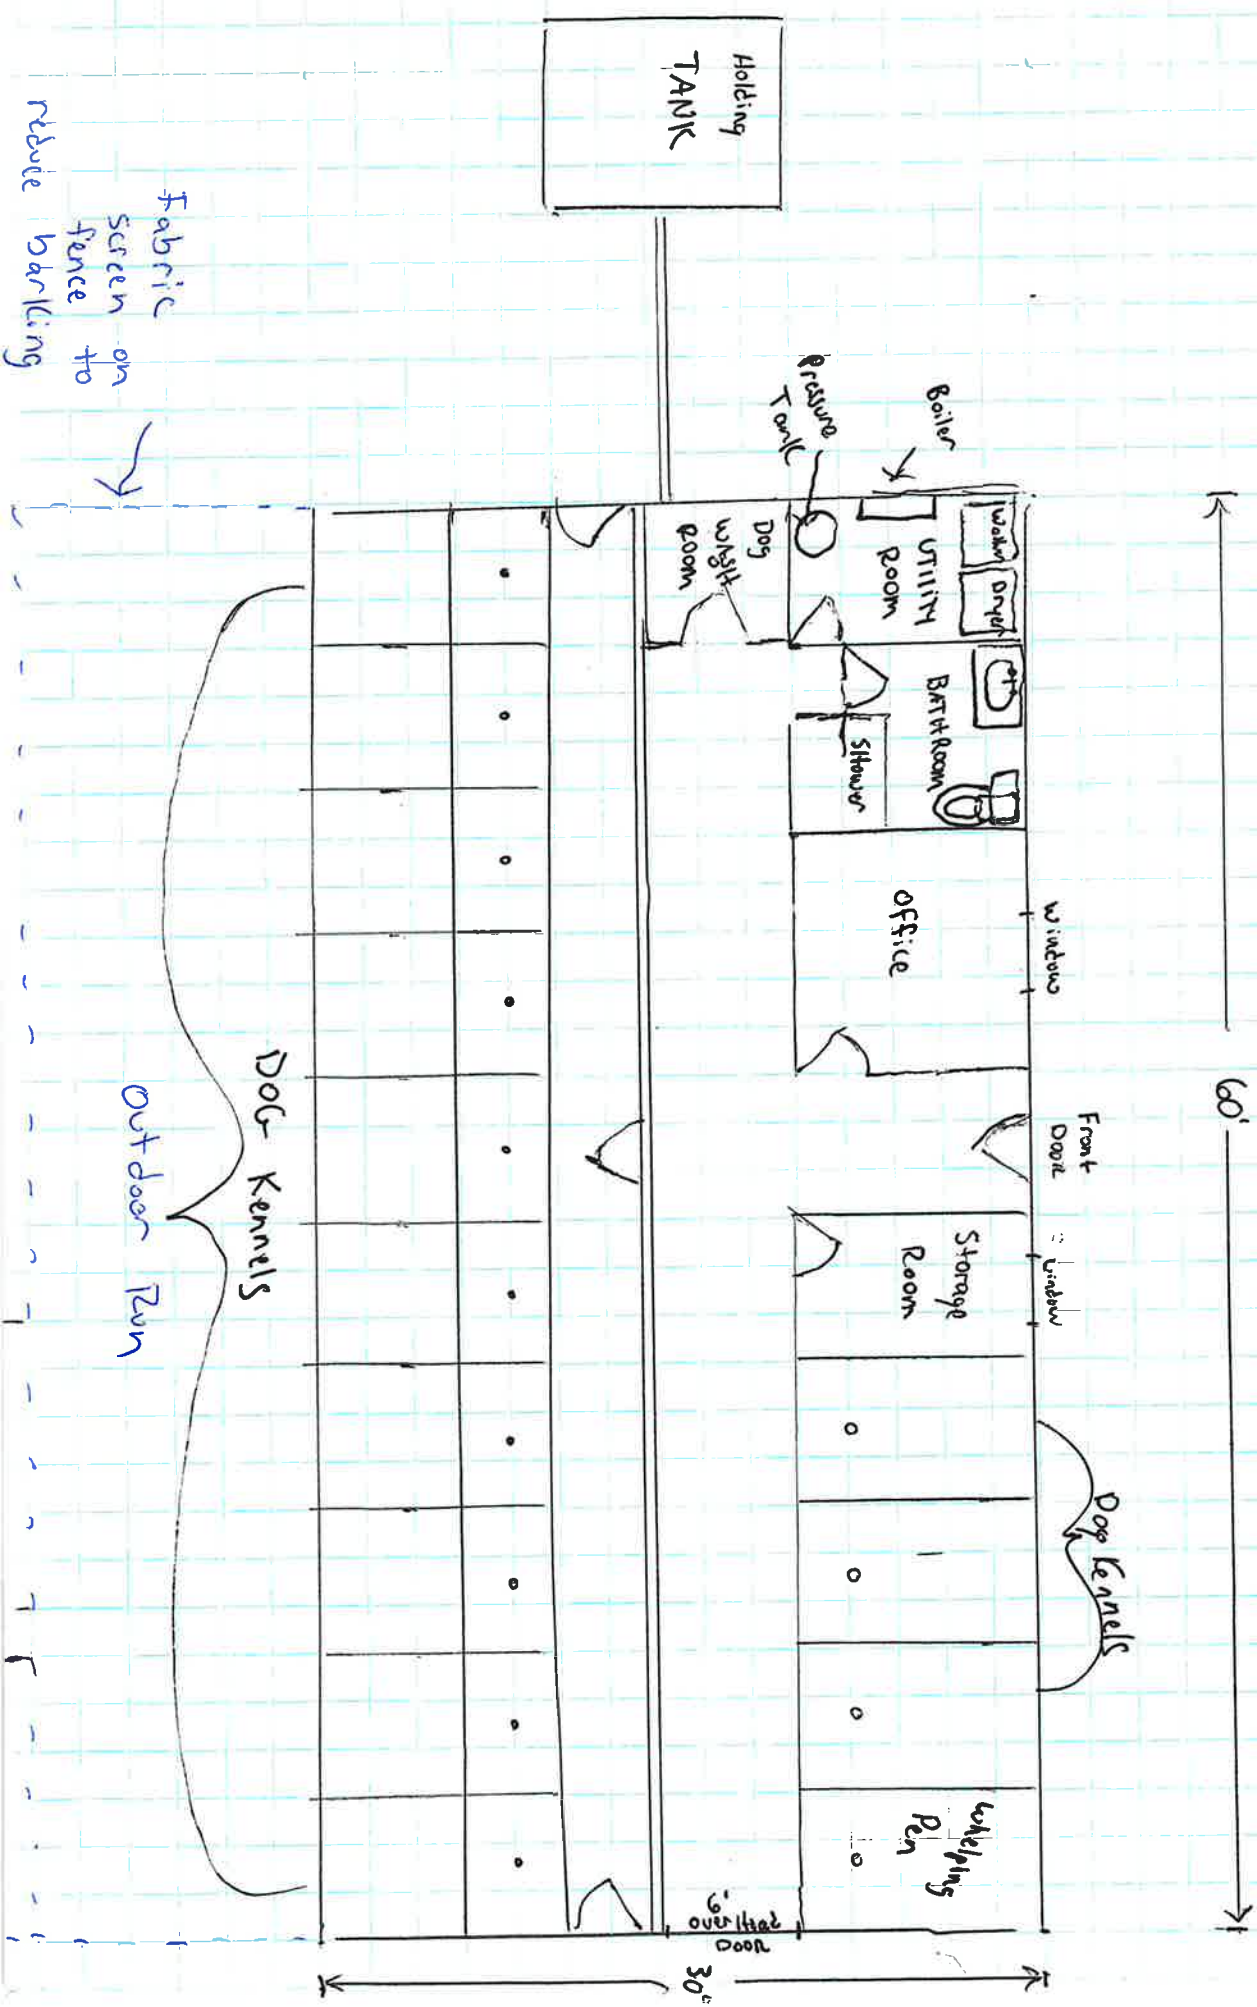 60'
Front
Door
Window
window
Dog Kennels
Boiler
Pressure
Tank
Washer
Dryer
UTILITY
ROOM
BATHROOM
SHower
office
Storage
Room
Whelping
Pen
Dog
WASH
ROOM
Holding
TANK
6'
overhead
DOOR
30'
DOG Kennels
Outdoor Run
Fabric
screen on
fence to
reduce barking